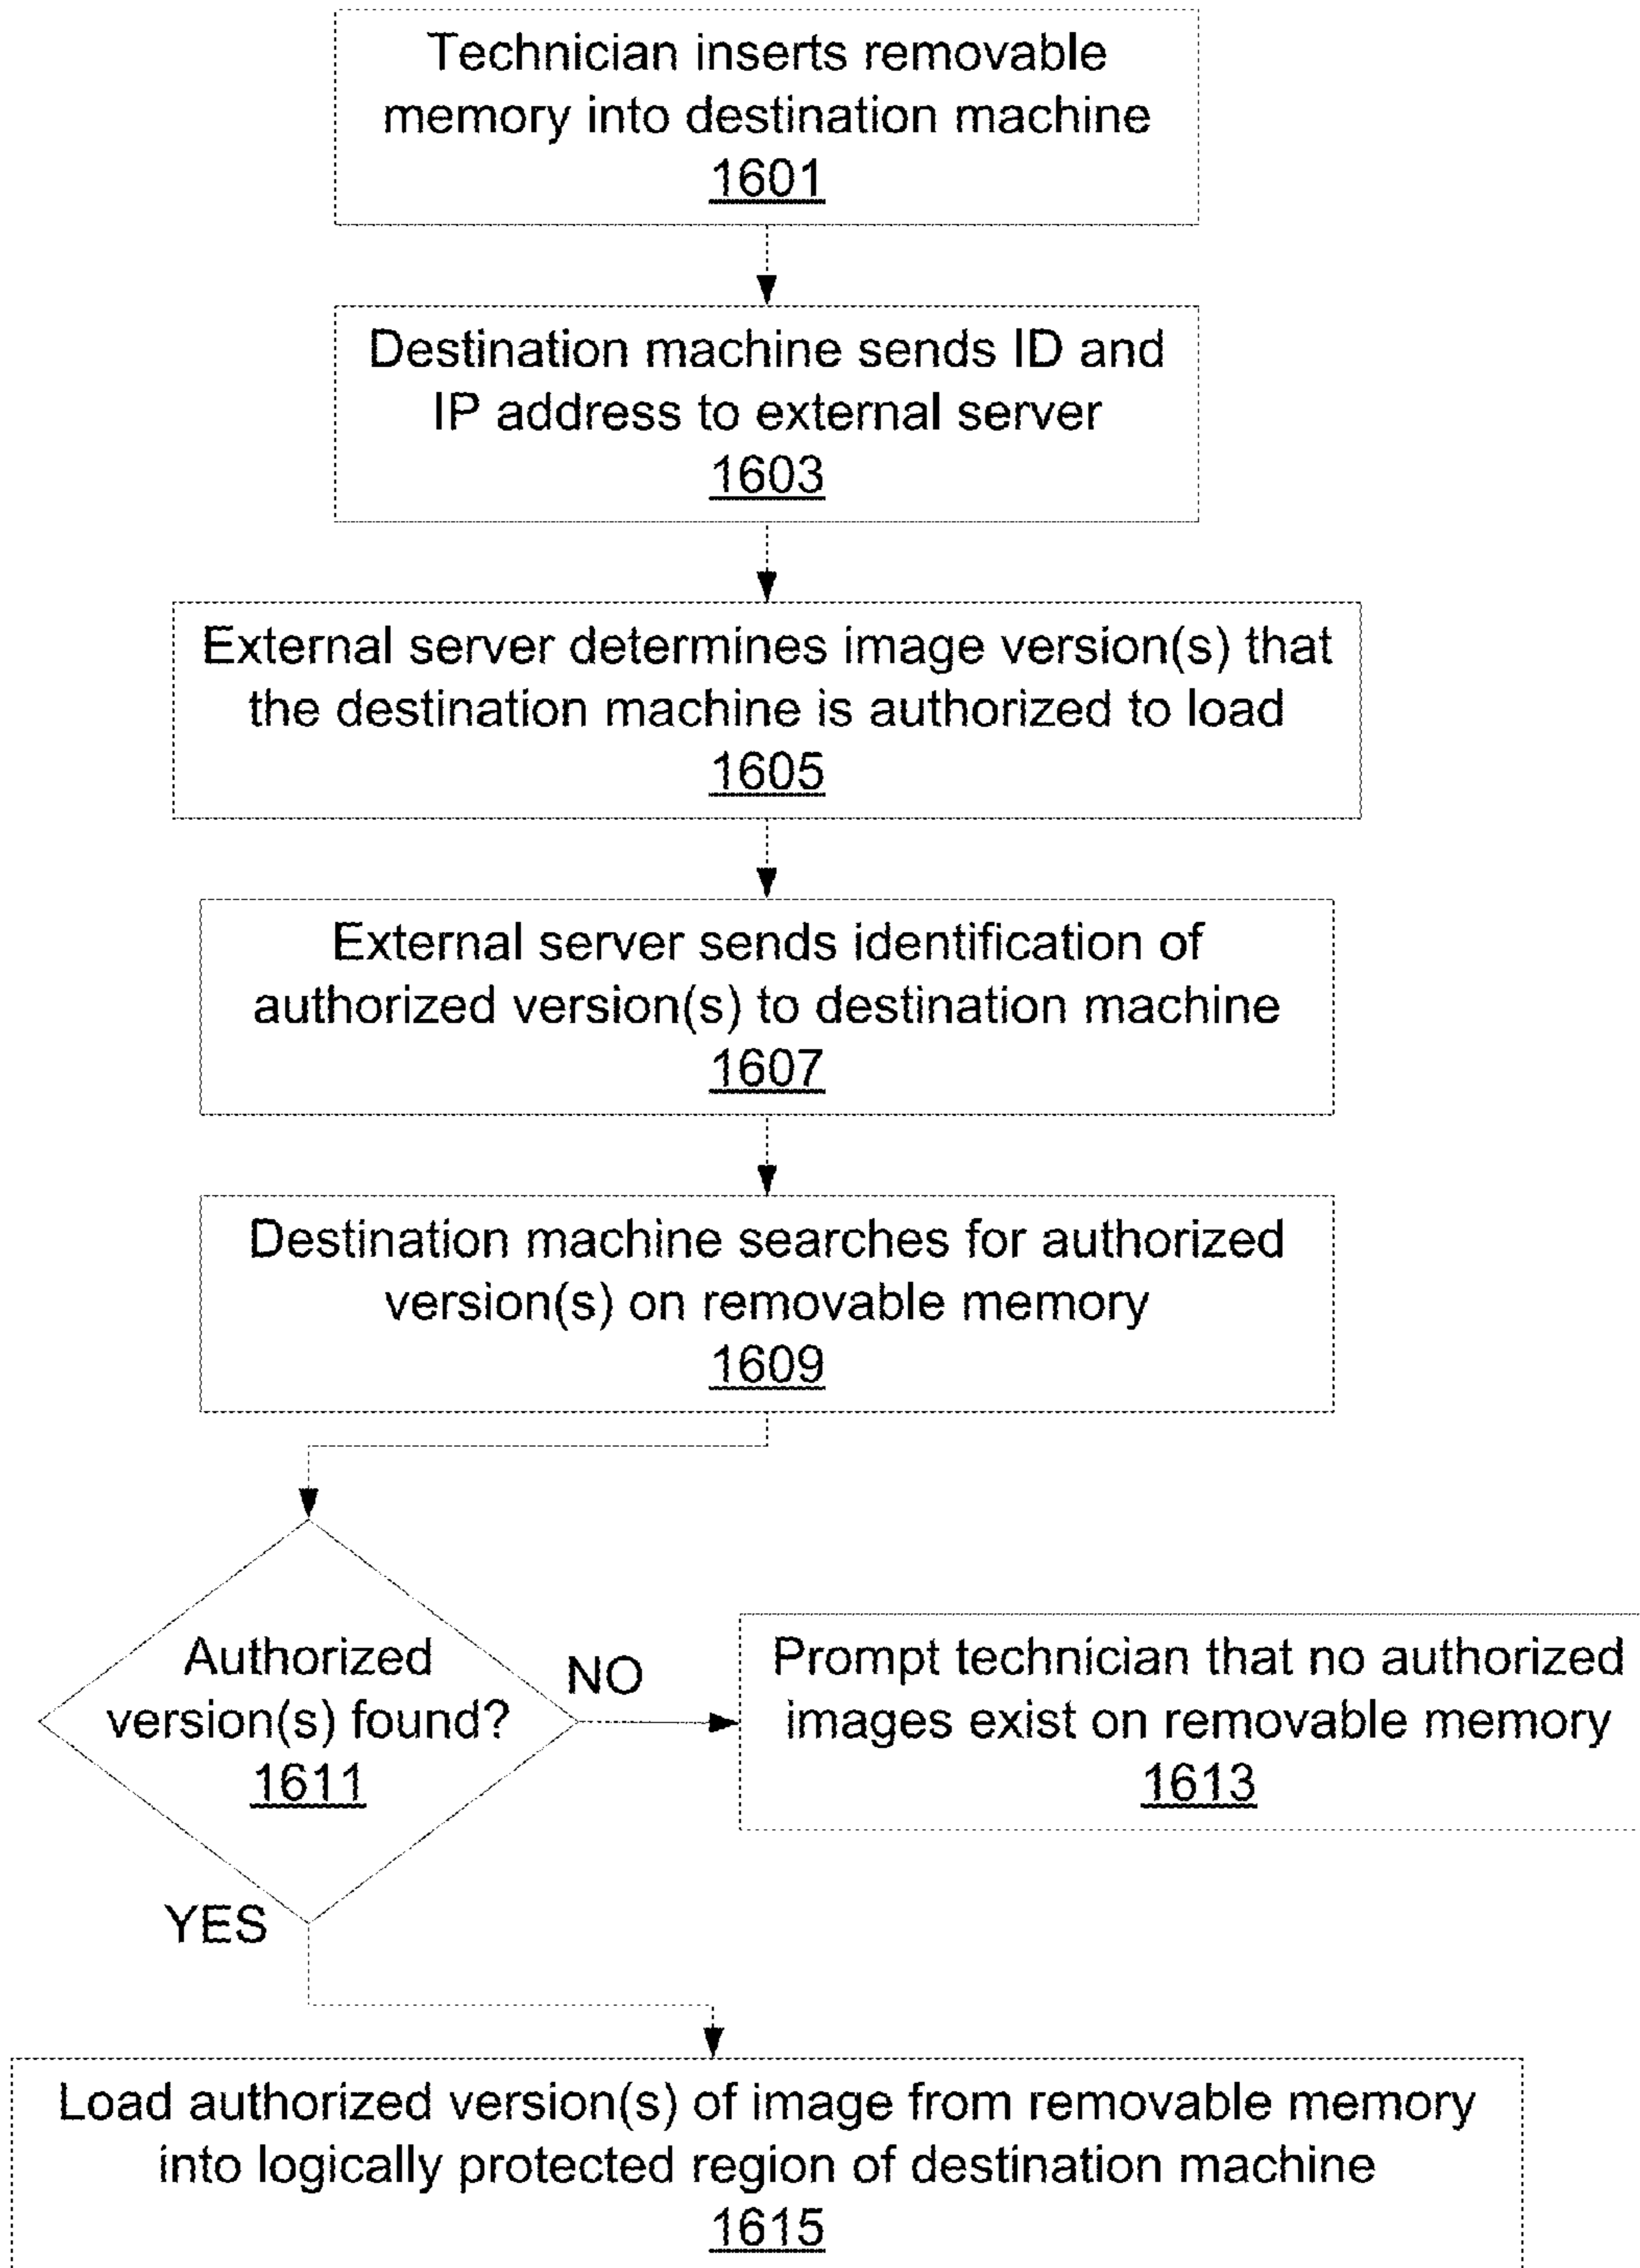 Technician inserts removable
memory into destination machine
1601
Destination machine sends ID and
IP address to external server
1603
External server determines image version(s) that
the destination machine is authorized to load
1605
External server sends identification of
authorized version(s) to destination machine
1607
Destination machine searches for authorized
version(s) on removable memory
1609
Authorized
version(s) found?
1611
NO
Prompt technician that no authorized
images exist on removable memory
1613
YES
Load authorized version(s) of image from removable memory
into logically protected region of destination machine
1615